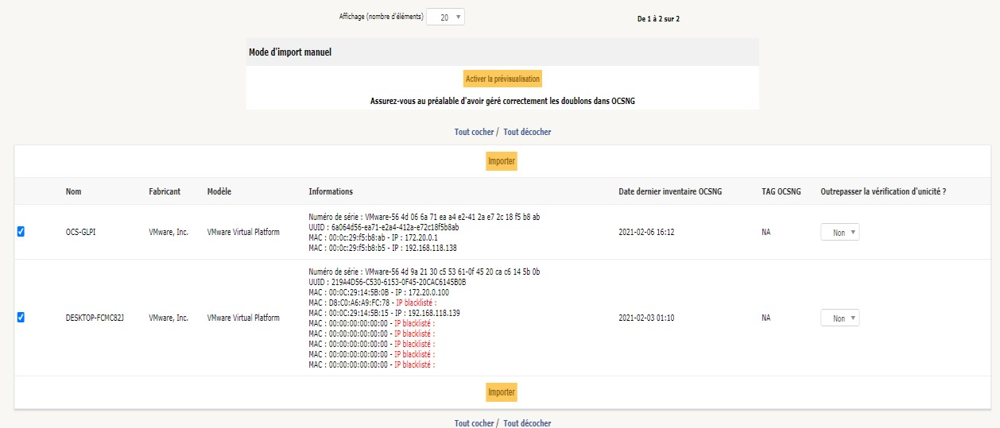 Affichage (nombre d'éléments) 20 De 1 à 2 sur 2
Mode d'import manuel
Activer la prévisualisation
Assurez-vous au préalable d'avoir géré correctement les doublons dans OCSNG
Tout cocher / Tout décocher
Importer
Nom Fabricant Modèle Informations Date dernier inventaire OCSNG TAG OCSNG Outrepasser la vérification d'unicité ?
Numéro de série : VMware-56 4d 06 6a 71 ea a4 e2-41 2a e7 2c 18 f5 b8 ab
UUID : 6a064d56-ea71-e2a4-412a-e72c18f5b8ab
OCS-GLPI VMware, Inc. VMware Virtual Platform 2021-02-06 16:12 NA Non
MAC : 00:0c:29:f5:b8:ab - IP : 172.20.0.1
MAC : 00:0c:29:f5:b8:b5 - IP : 192.168.118.138
Numéro de série : VMware-56 4d 9a 21 30 c5 53 61-0f 45 20 ca c6 14 5b 0b
UUID : 219A4D56-C530-6153-0F45-20CAC6145B0B
MAC : 00:0C:29:14:5B:0B - IP : 172.20.0.100
MAC : D8:C0:A6:A9:FC:78 - IP blacklisté :
MAC : 00:0C:29:14:5B:15 - IP : 192.168.118.139
DESKTOP-FCMC82J VMware, Inc. VMware Virtual Platform 2021-02-03 01:10 NA Non
MAC : 00:00:00:00:00:00 - IP blacklisté :
MAC : 00:00:00:00:00:00 - IP blacklisté :
MAC : 00:00:00:00:00:00 - IP blacklisté :
MAC : 00:00:00:00:00:00 - IP blacklisté :
MAC : 00:00:00:00:00:00 - IP blacklisté :
Importer
Tout cocher / Tout décocher